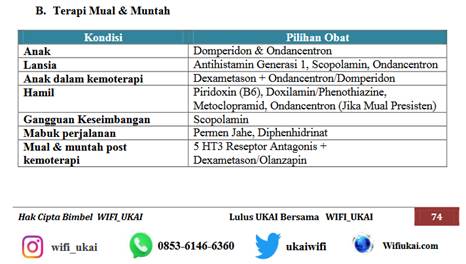 B. Terapi Mual & Muntah
Kondisi Pilihan Obat
Anak Domperidon & Ondancentron
Lansia Antihistamin Generasi 1, Scopolamin, Ondancentron
Anak dalam kemoterapi Dexametason + Ondancentron/Domperidon
Hamil Piridoxin (B6), Doxilamin/Phenothiazine,
Metoclopramid, Ondancentron (Jika Mual Presisten)
Gangguan Keseimbangan Scopolamin
Mabuk perjalanan Permen Jahe, Diphenhidrinat
Mual & muntah post 5 HT3 Reseptor Antagonis +
kemoterapi Dexametason/Olanzapin
Hak Cipta Bimbel WIFI_UKAI Lulus UKAI Bersama WIFI_UKAI 74
wifi_ukai 0853-6146-6360 ukaiwifi Wifiukai.com